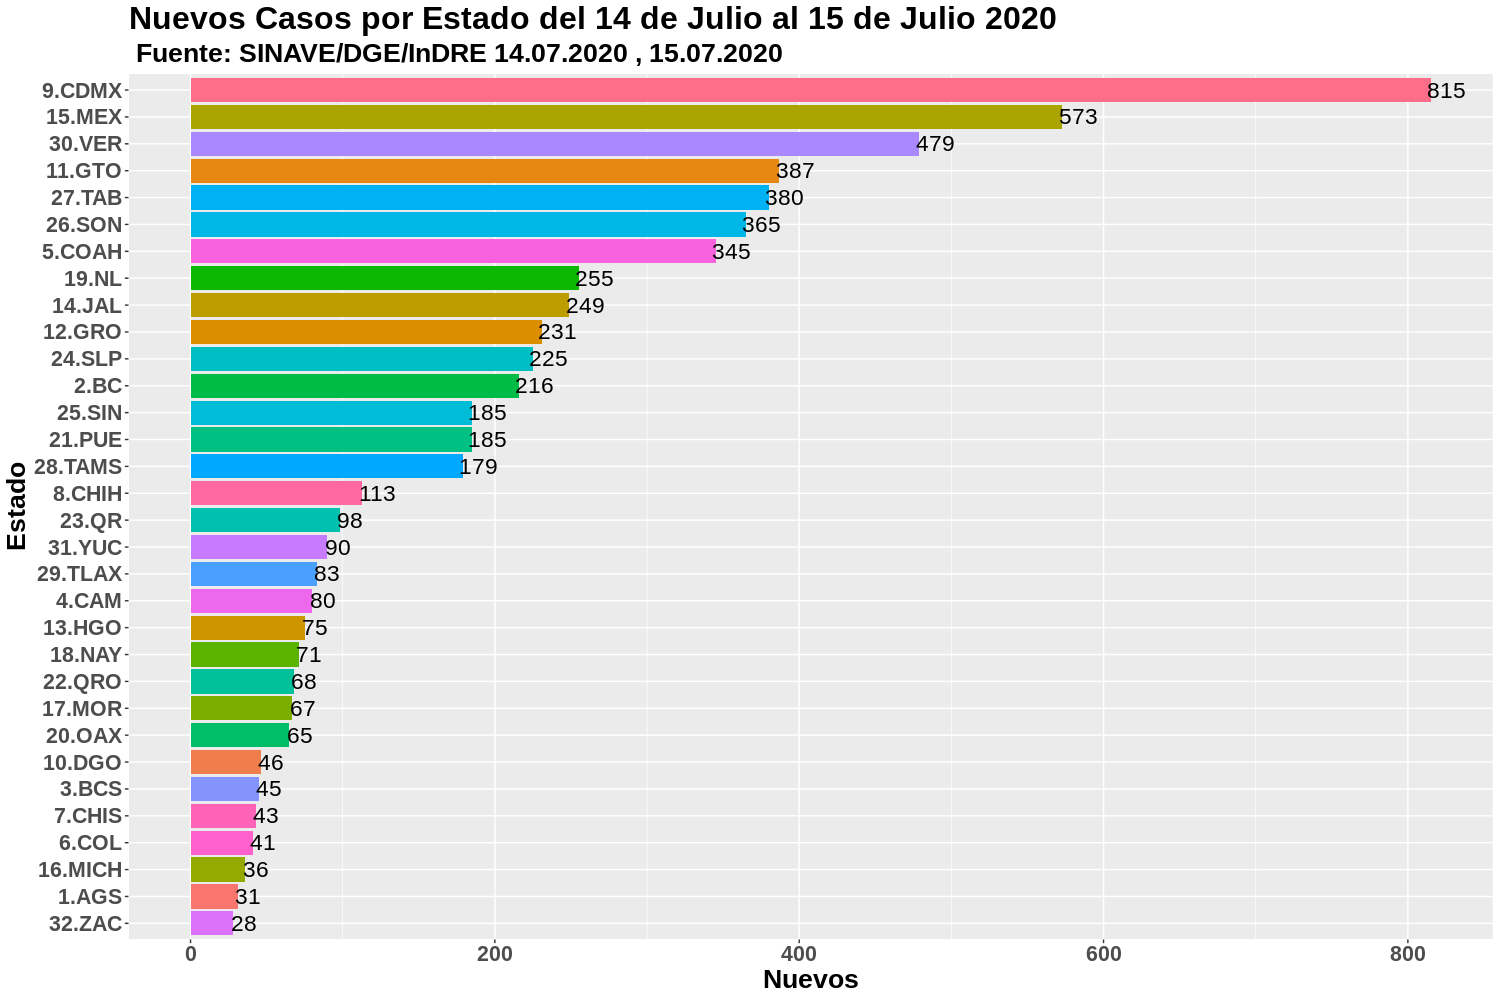 Nuevos Casos por Estado del 14 de Julio al 15 de Julio 2020
Fuente: SINAVE/DGE/InDRE 14.07.2020 , 15.07.2020
9.CDMX 815
15.MEX 573
30.VER 479
11.GTO 387
27.TAB 380
26.SON 365
5.COAH 345
19.NL 255
14.JAL 249
12.GRO 231
24.SLP 225
2.BC 216
25.SIN 185
21.PUE 185
28.TAMS 179
8.CHIH 113
23.QR 98
31.YUC 90
29.TLAX 83
4.CAM 80
13.HGO 75
18.NAY 71
22.QRO 68
17.MOR 67
20.OAX 65
10.DGO 46
3.BCS 45
7.CHIS 43
6.COL 41
16.MICH 36
1.AGS 31
32.ZAC 28
Estado
0 200 400 600 800
Nuevos